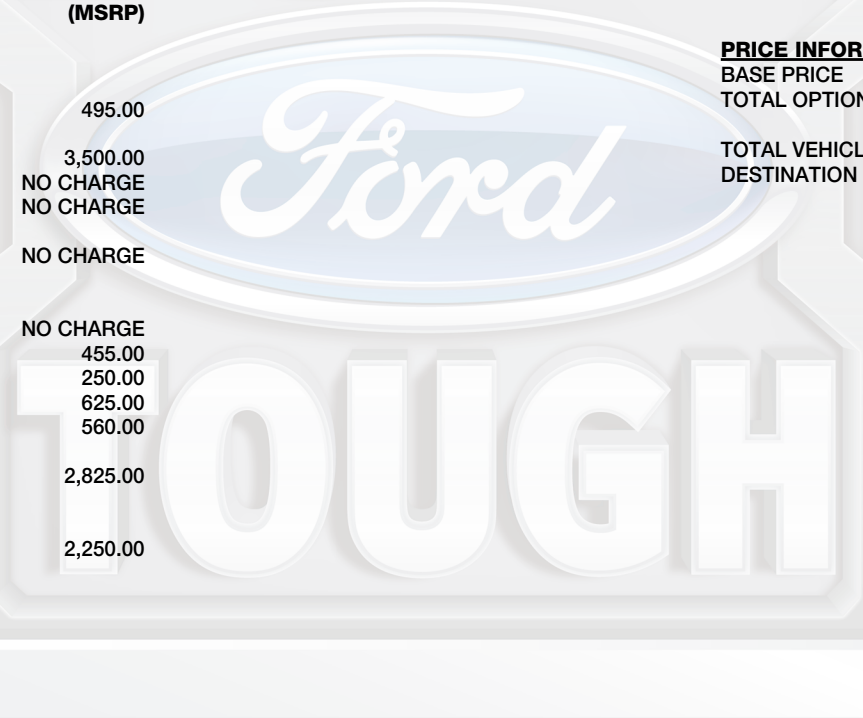 (MSRP)
495.00
3,500.00
NO CHARGE
NO CHARGE
NO CHARGE
NO CHARGE
455.00
250.00
625.00
560.00
2,825.00
2,250.00
PRICE INFOR
BASE PRICE
TOTAL OPTION
TOTAL VEHICL
DESTINATION
Ford
TOUGH